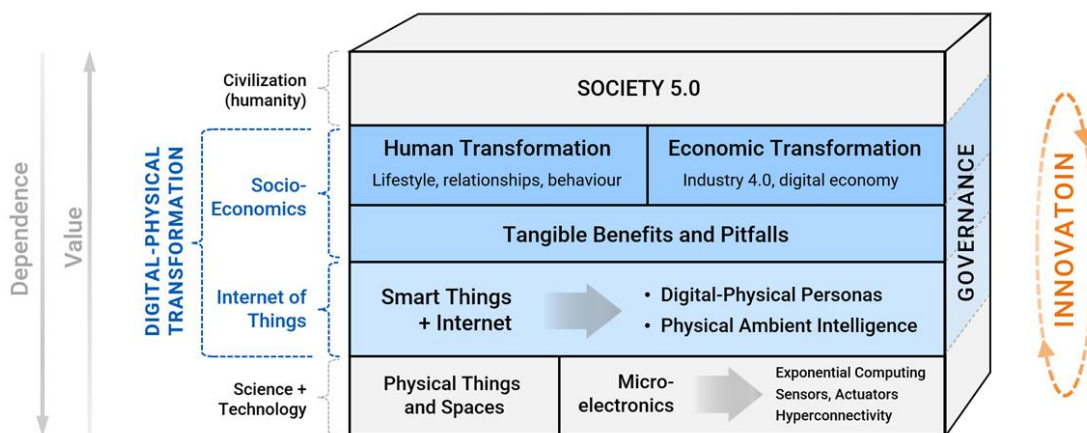 Dependence
Value
DIGITAL-PHYSICAL
TRANSFORMATION
Civilization
(humanity)
Socio-
Economics
Internet of
Things
Science +
Technology
SOCIETY 5.0
Human Transformation
Lifestyle, relationships, behaviour
Economic Transformation
Industry 4.0, digital economy
Tangible Benefits and Pitfalls
Smart Things
+ Internet
• Digital-Physical Personas
• Physical Ambient Intelligence
Physical Things
and Spaces
Micro-
electronics
Exponential Computing
Sensors, Actuators
Hyperconnectivity
GOVERNANCE
INNOVATOIN